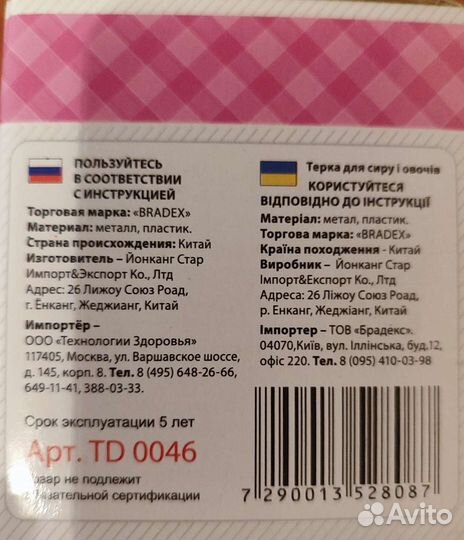 ПОЛЬЗУЙТЕСЬ
В СООТВЕТСТВИИ
С ИНСТРУКЦИЕЙ
Торговая марка: «BRADEX»
Материал: металл, пластик.
Страна происхождения: Китай
Изготовитель – Йонканг Стар
Импорт&Экспорт Ко., Лтд
Адрес: 26 Лижоу Союз Роад,
г. Енканг, Жеджианг, Китай
Импортёр –
ООО «Технологии Здоровья»
117405, Москва, ул. Варшавское шоссе,
д. 145, корп. 8. Тел. 8 (495) 648-26-66,
649-11-41, 388-03-33.
Срок эксплуатации 5 лет
Арт. TD 0046
овар не подлежит
язательной сертификации
Терка для сиру і овочів
КОРИСТУЙТЕСЯ
ВІДПОВІДНО ДО ІНСТРУКЦІЇ
Матеріал: метал, пластик.
Торгова марка: «BRADEX»
Країна походження - Китай
Виробник – Йонканг Стар
Імпорт&Експорт Ко., Лтд
Адреса: 26 Ліжоу Союз Роад,
г. Енканг, Жеджіанг, Китай
Імпортер – ТОВ «Брадекс».
04070,Київ, вул. Іллінська, буд.12,
офіс 220. Тел. 8 (095) 410-03-98
7 290013 528087
Avito